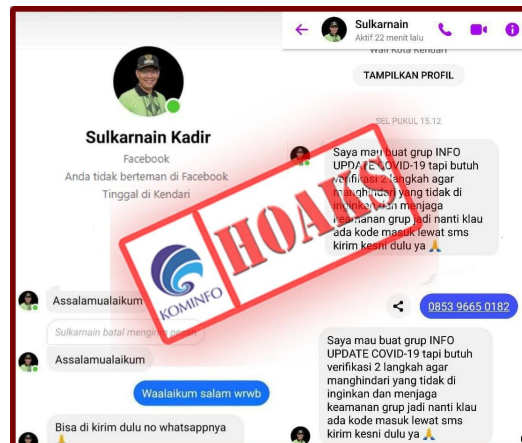 Sulkarnain Kadir
Facebook
Anda tidak berteman di Facebook
Tinggal di Kendari
Assalamualaikum
Sulkarnain batal mengirim pesan
Assalamualaikum
Waalaikum salam wrwb
Bisa di kirim dulu no whatsappnya
Sulkarnain
Aktif 22 menit lalu
Wali Kota Kendari
TAMPILKAN PROFIL
SEL PUKUL 15.12
Saya mau buat grup INFO
UPDATE COVID-19 tapi butuh
verifikasi 2 langkah agar
manghindari yang tidak di
inginkan dan menjaga
keamanan grup jadi nanti klau
ada kode masuk lewat sms
kirim kesni dulu ya 🙏
0853 9665 0182
Saya mau buat grup INFO
UPDATE COVID-19 tapi butuh
verifikasi 2 langkah agar
manghindari yang tidak di
inginkan dan menjaga
keamanan grup jadi nanti klau
ada kode masuk lewat sms
kirim kesni dulu ya 🙏
KOMINFO
HOAKS